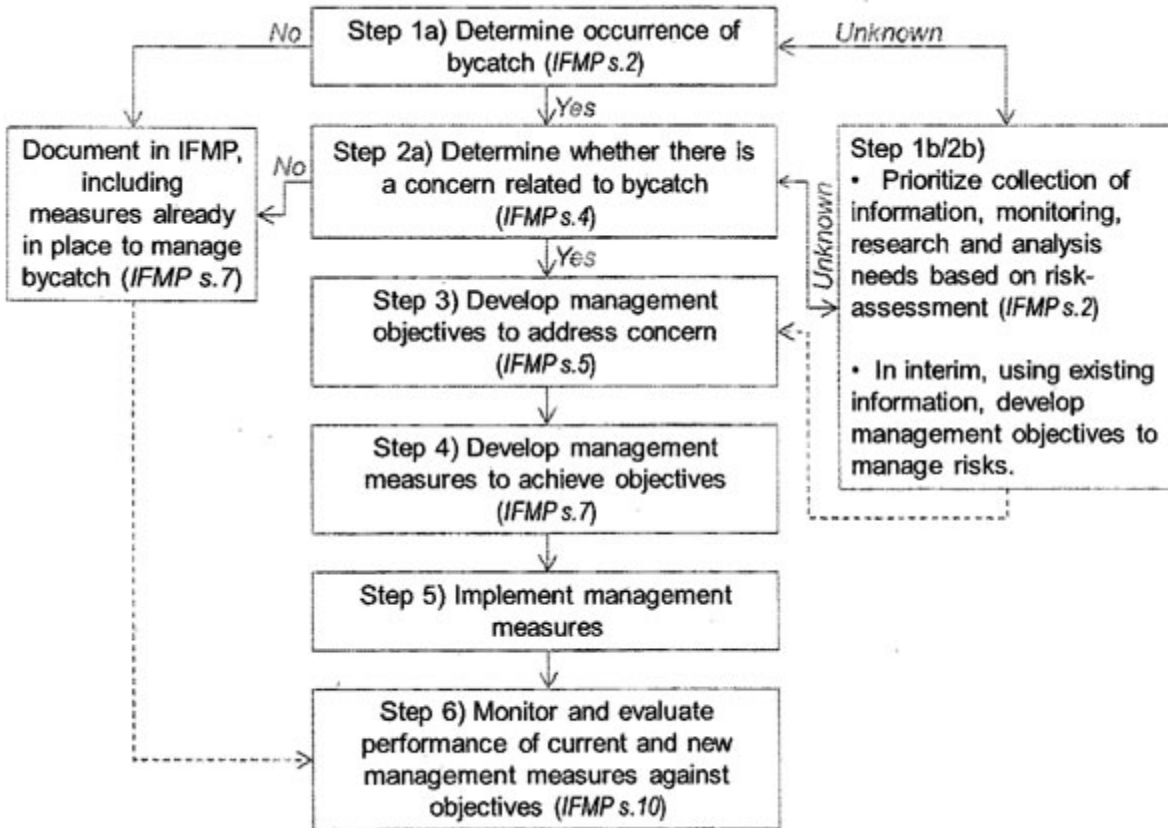 No
Step 1a) Determine occurrence of
bycatch (IFMP s.2)
Unknown
Yes
Document in IFMP,
including
measures already
in place to manage
bycatch (IFMP s.7)
No
Step 2a) Determine whether there is
a concern related to bycatch
(IFMP s.4)
Unknown
Step 1b/2b)
• Prioritize collection of
information, monitoring,
research and analysis
needs based on risk-
assessment (IFMP s.2)
• In interim, using existing
information, develop
management objectives to
manage risks.
Yes
Step 3) Develop management
objectives to address concern
(IFMP s.5)
Step 4) Develop management
measures to achieve objectives
(IFMP s.7)
Step 5) Implement management
measures
Step 6) Monitor and evaluate
performance of current and new
management measures against
objectives (IFMP s.10)